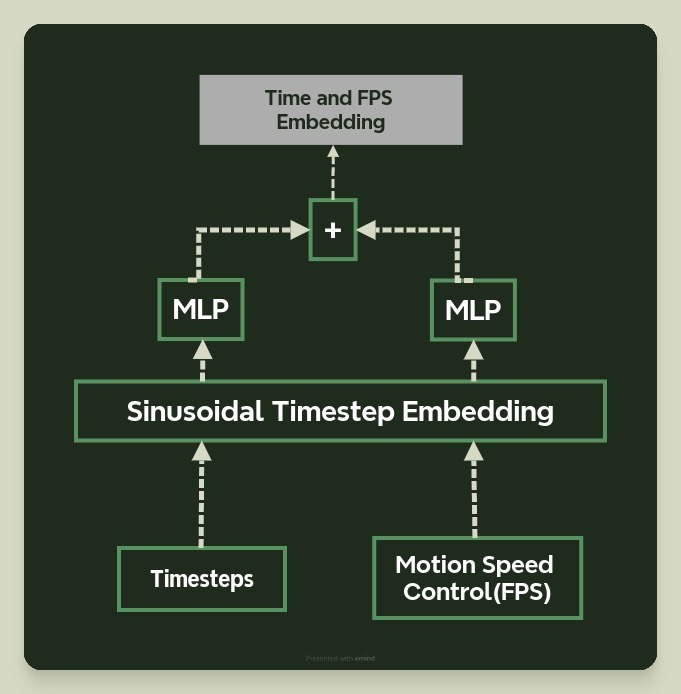 Time and FPS
Embedding
+
MLP
MLP
Sinusoidal Timestep Embedding
Timesteps
Motion Speed
Control(FPS)
Presented with xmind